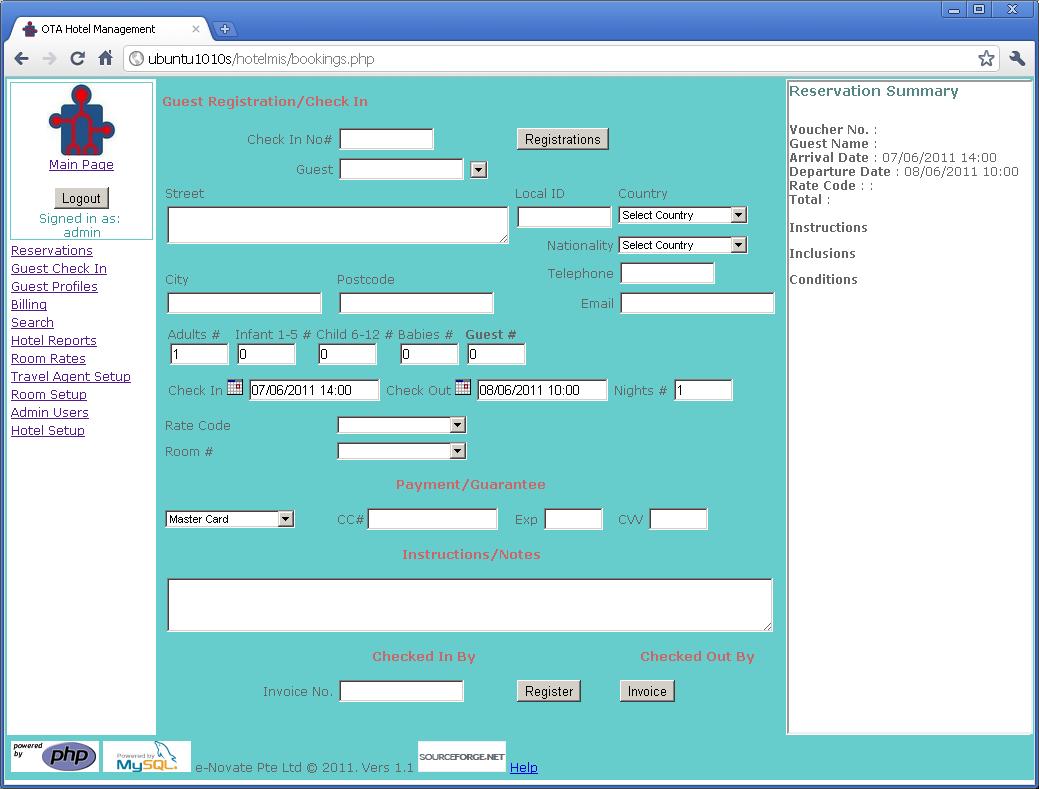 OTA Hotel Management
ubuntu1010s/hotelmis/bookings.php
Main Page
Logout
Signed in as:
admin
Reservations
Guest Check In
Guest Profiles
Billing
Search
Hotel Reports
Room Rates
Travel Agent Setup
Room Setup
Admin Users
Hotel Setup
Guest Registration/Check In
Check In No# Registrations
Guest
Street Local ID Country
Select Country
Nationality Select Country
City Postcode Telephone
Email
Adults # Infant 1-5 # Child 6-12 # Babies # Guest #
1 0 0 0 0
Check In 07/06/2011 14:00 Check Out 08/06/2011 10:00 Nights # 1
Rate Code
Room #
Payment/Guarantee
Master Card CC# Exp CVV
Instructions/Notes
Checked In By Checked Out By
Invoice No. Register Invoice
Reservation Summary
Voucher No. :
Guest Name :
Arrival Date : 07/06/2011 14:00
Departure Date : 08/06/2011 10:00
Rate Code : :
Total :
Instructions
Inclusions
Conditions
powered by php Powered by MySQL. e-Novate Pte Ltd © 2011. Vers 1.1 SOURCEFORGE.NET Help